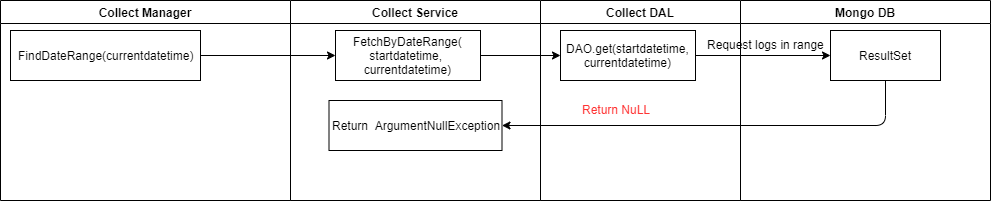 Collect Manager
Collect Service
Collect DAL
Mongo DB
FindDateRange(currentdatetime)
FetchByDateRange(
startdatetime,
currentdatetime)
DAO.get(startdatetime,
currentdatetime)
Request logs in range
ResultSet
Return NuLL
Return  ArgumentNullException